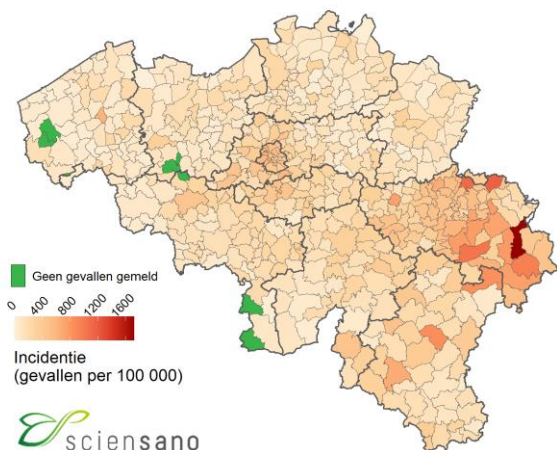 Geen gevallen gemeld
0 400 800 1200 1600
Incidentie
(gevallen per 100 000)
sciensano